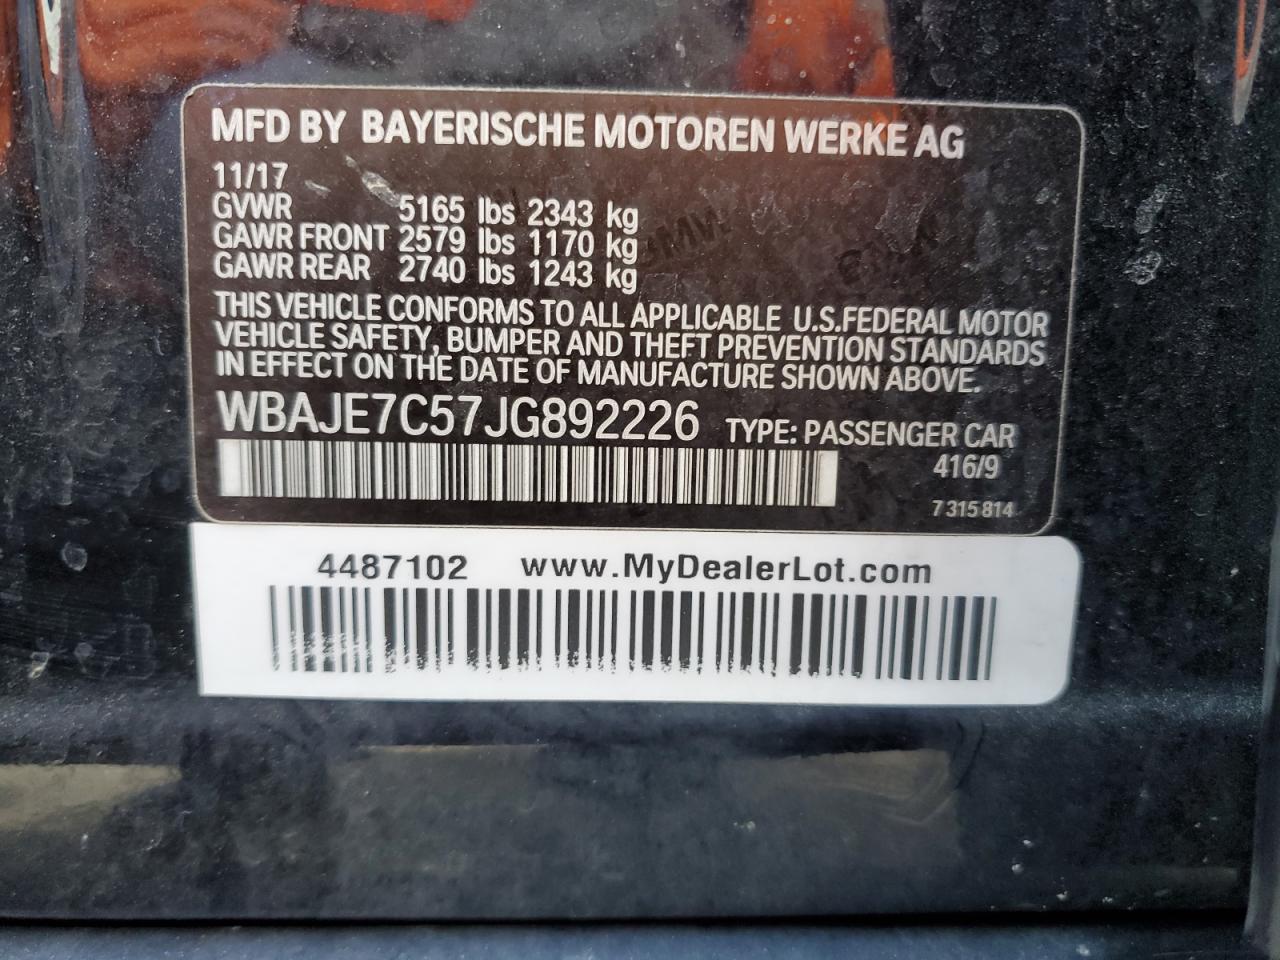 MFD BY BAYERISCHE MOTOREN WERKE AG
11/17
GVWR 5165 lbs 2343 kg
GAWR FRONT 2579 lbs 1170 kg
GAWR REAR 2740 lbs 1243 kg
THIS VEHICLE CONFORMS TO ALL APPLICABLE U.S.FEDERAL MOTOR
VEHICLE SAFETY, BUMPER AND THEFT PREVENTION STANDARDS
IN EFFECT ON THE DATE OF MANUFACTURE SHOWN ABOVE.
WBAJE7C57JG892226 TYPE: PASSENGER CAR
416/9
7 315 814
4487102 www.MyDealerLot.com